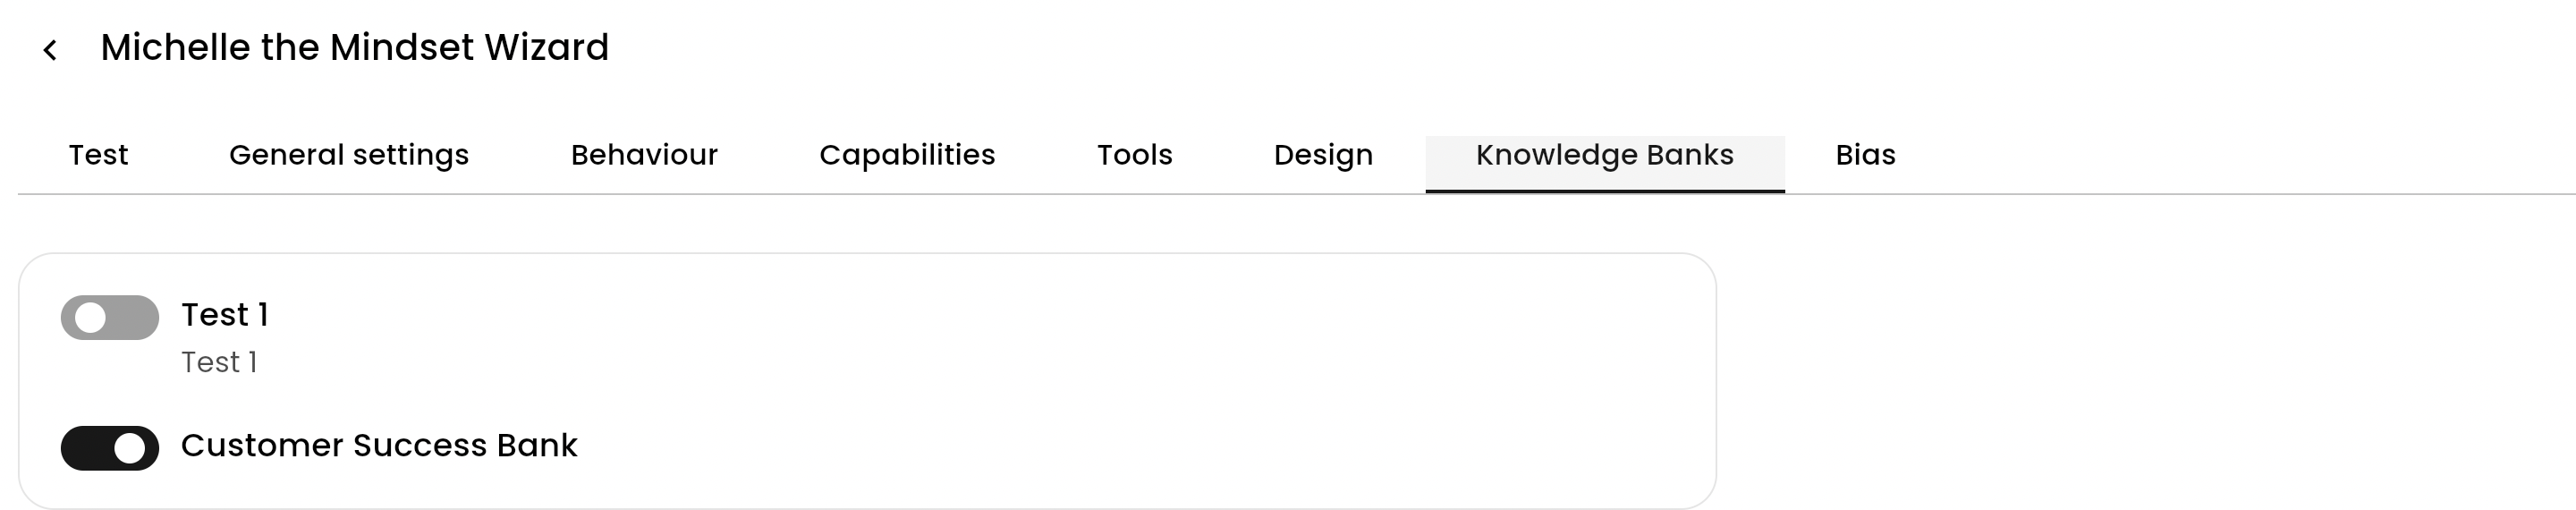 Michelle the Mindset Wizard
Test General settings Behaviour Capabilities Tools Design Knowledge Banks Bias
Test 1
Test 1
Customer Success Bank